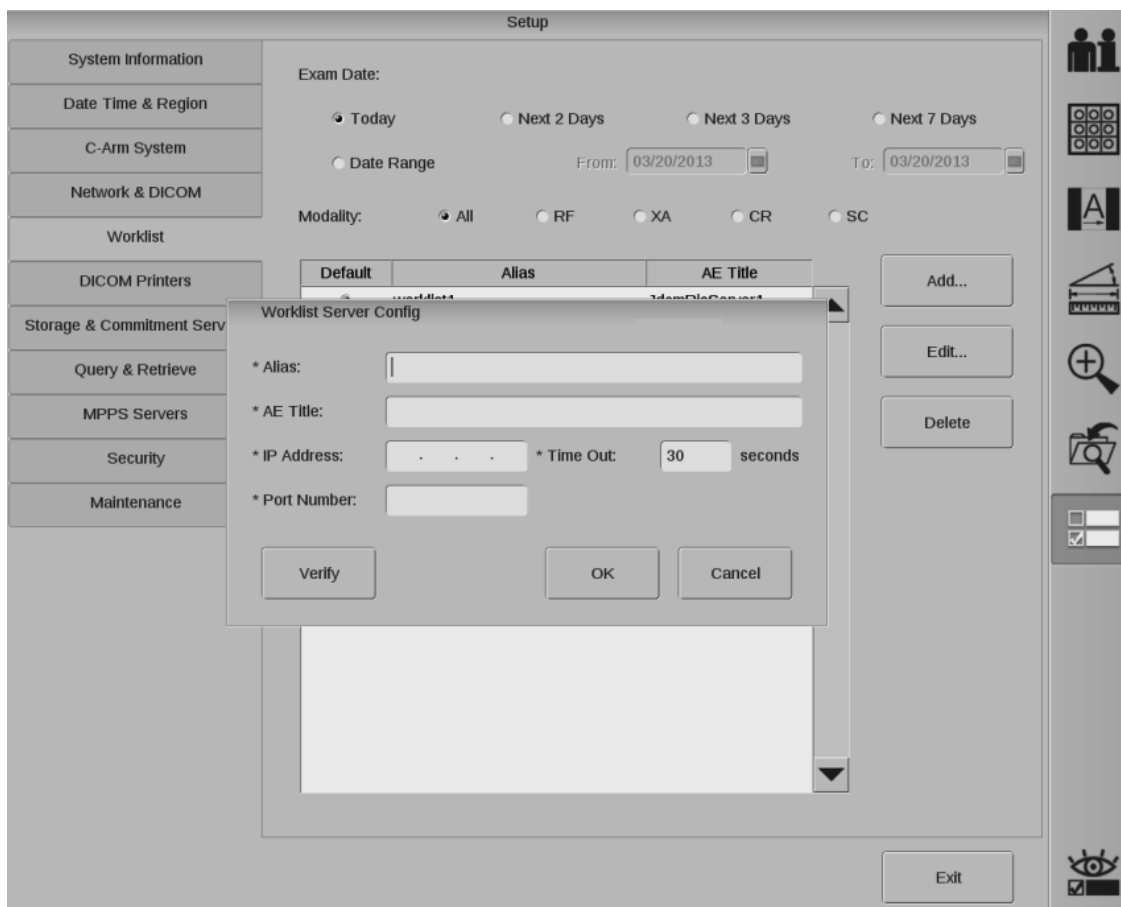 Setup
System Information
Date Time & Region
C-Arm System
Network & DICOM
Worklist
DICOM Printers
Storage & Commitment Serv
Query & Retrieve
MPPS Servers
Security
Maintenance
Exam Date:
Today Next 2 Days Next 3 Days Next 7 Days
Date Range From: 03/20/2013 To: 03/20/2013
Modality: All RF XA CR SC
Default Alias AE Title
worklist1
Add...
Edit...
Delete
Worklist Server Config
* Alias:
* AE Title:
* IP Address: . . . * Time Out: 30 seconds
* Port Number:
Verify OK Cancel
Exit
A